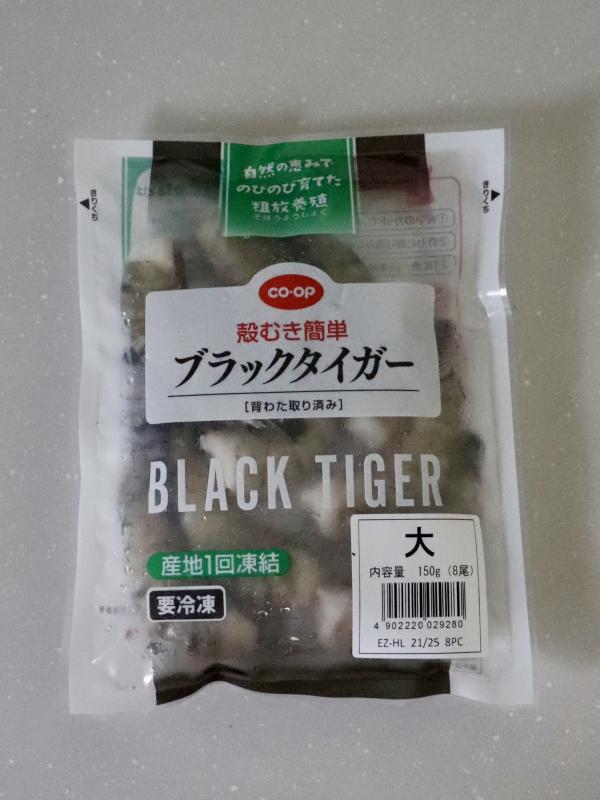 自然の恵みで
のびのび育てた
粗放養殖
そほうようしょく
きりくち
きりくち
co·op
殻むき簡単
ブラックタイガー
[背わた取り済み]
BLACK TIGER
産地1回凍結
要冷凍
大
内容量 150g (8尾)
4 902220 029280
EZ-HL 21/25 8PC